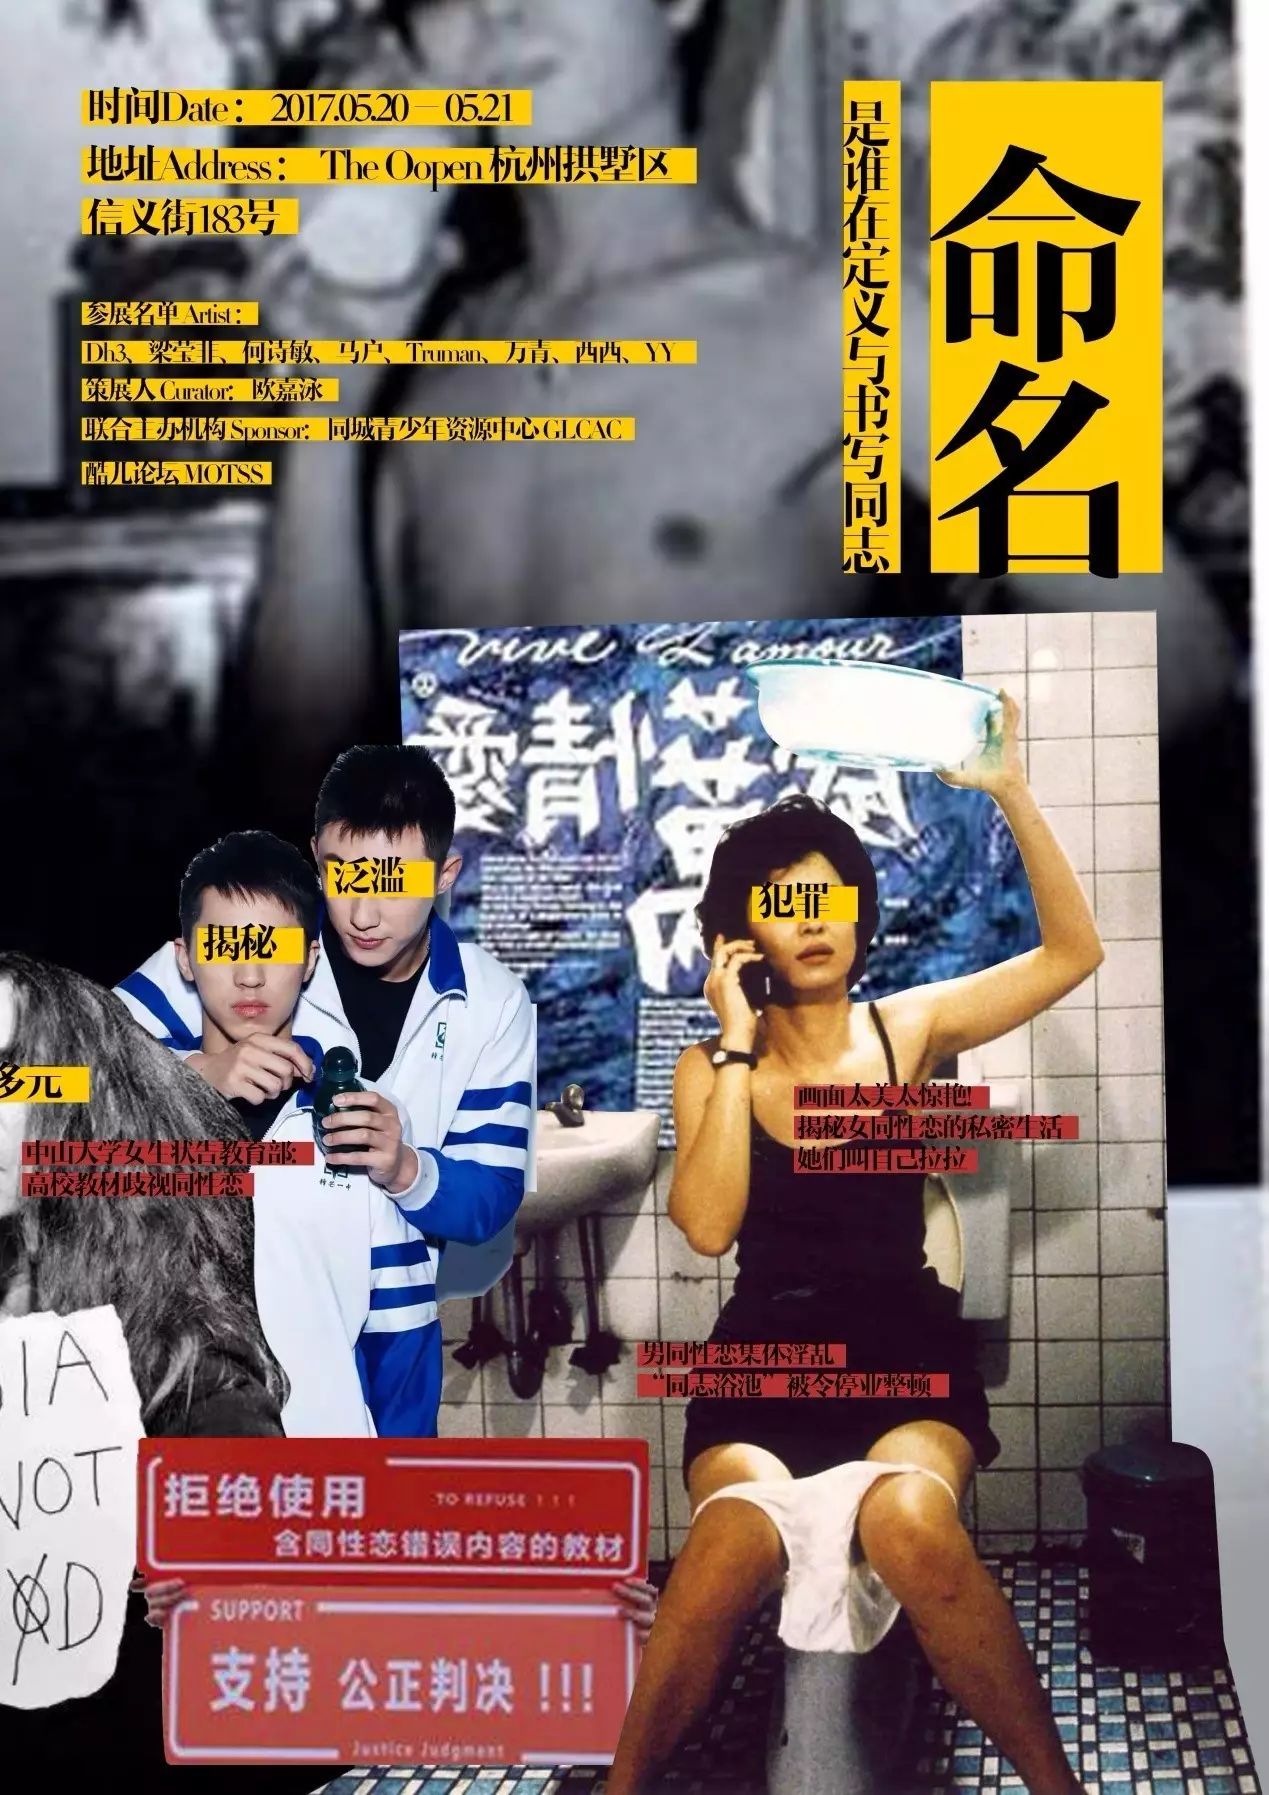 时间Date： 2017.05.20－05.21
地址Address： The Oopen 杭州拱墅区
信义街183号
参展名单 Artist：
Dh3、梁莹非、何诗敏、马户、Truman、万青、西西、YY
策展人 Curator： 欧嘉泳
联合主办机构 Sponsor： 同城青少年资源中心 GLCAC
酷儿论坛 MOTSS
命名
是谁在定义与书写同志
vive L'amour
愛情萬歲
泛滥
揭秘
犯罪
多元
中山大学女生状告教育部:
高校教材歧视同性恋
画面太美太惊艳!
揭秘女同性恋的私密生活
她们叫自己拉拉
男同性恋集体淫乱
“同志浴池”被令停业整顿
IA
NOT
拒绝使用
TO REFUSE ! ! !
含同性恋错误内容的教材
SUPPORT
支持 公正判决 !!!
Justice Judgment